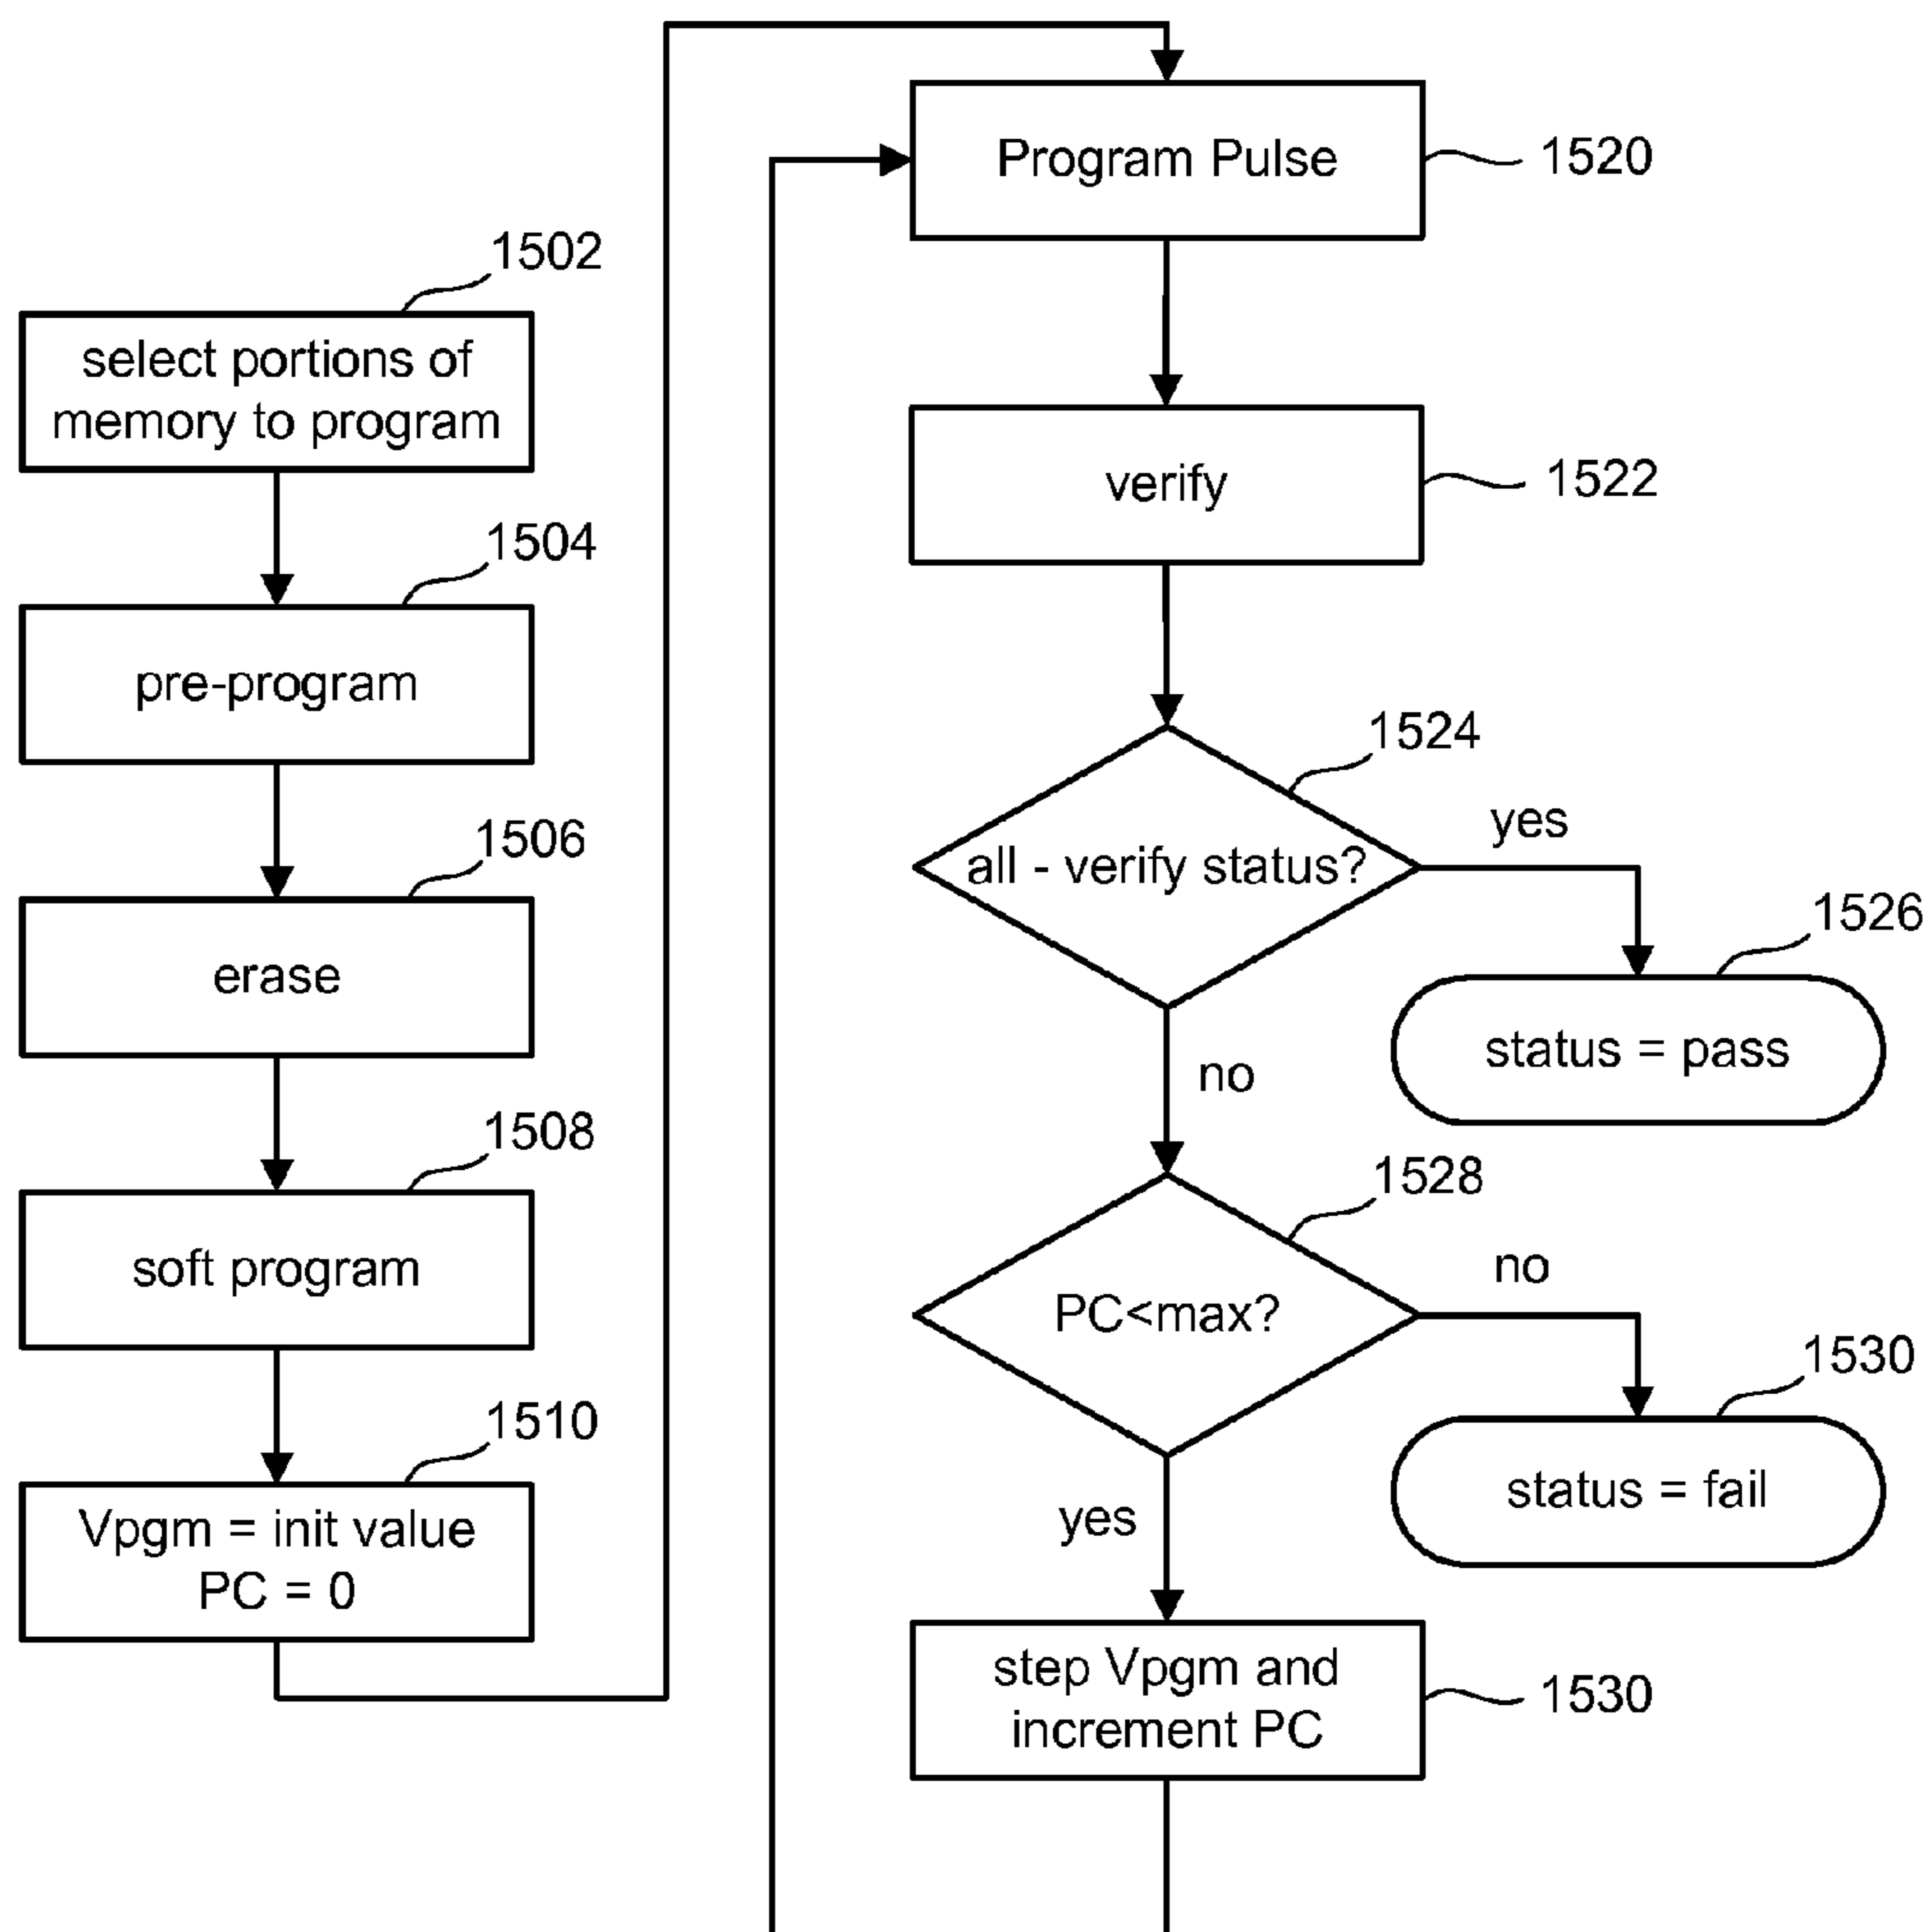 1502
select portions of
memory to program
1504
pre-program
1506
erase
1508
soft program
1510
Vpgm = init value
PC = 0
Program Pulse
1520
verify
1522
1524
all - verify status?
yes
1526
status = pass
no
1528
PC<max?
no
1530
status = fail
yes
step Vpgm and
increment PC
1530